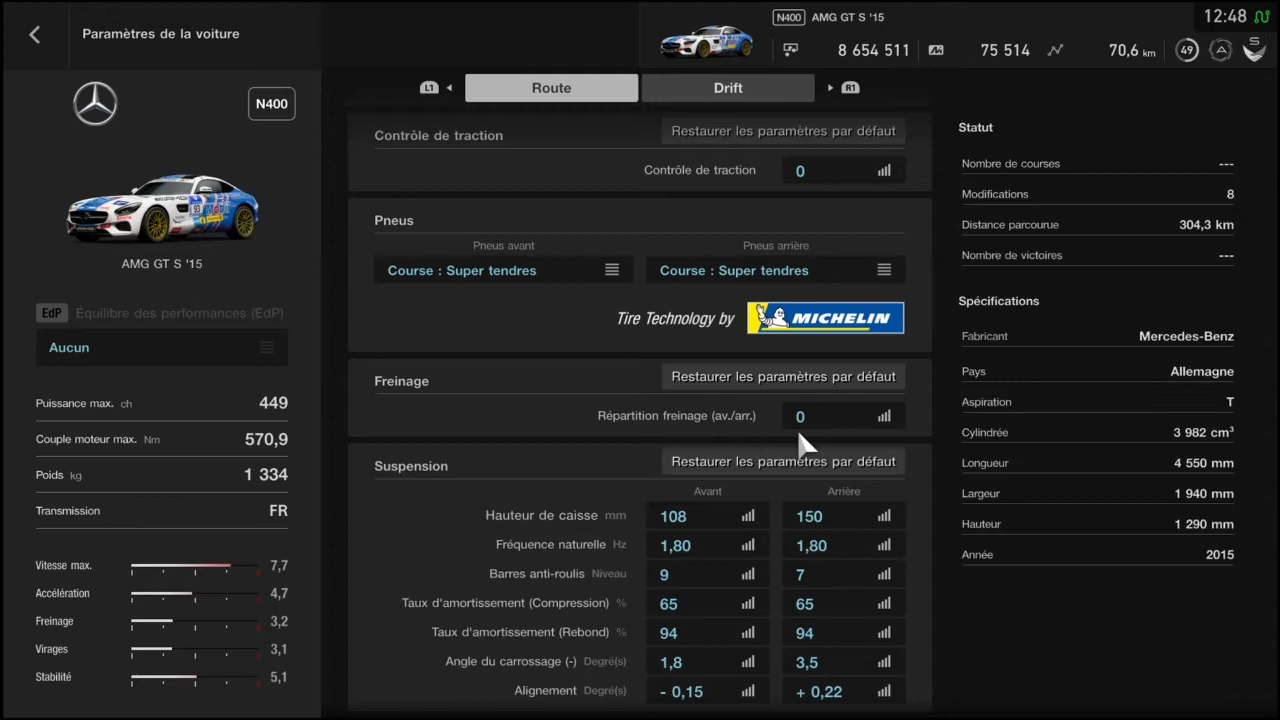 Paramètres de la voiture
N400 AMG GT S '15
12:48
8 654 511 75 514 70,6 km 49 A S
N400
AMG GT S '15
EdP Équilibre des performances (EdP)
Aucun
Puissance max. ch 449
Couple moteur max. Nm 570,9
Poids kg 1 334
Transmission FR
Vitesse max. 7,7
Accélération 4,7
Freinage 3,2
Virages 3,1
Stabilité 5,1
L1 Route Drift R1
Contrôle de traction Restaurer les paramètres par défaut
Contrôle de traction 0
Pneus
Pneus avant Pneus arrière
Course : Super tendres Course : Super tendres
Tire Technology by MICHELIN
Freinage Restaurer les paramètres par défaut
Répartition freinage (av./arr.) 0
Suspension Restaurer les paramètres par défaut
Avant Arrière
Hauteur de caisse mm 108 150
Fréquence naturelle Hz 1,80 1,80
Barres anti-roulis Niveau 9 7
Taux d'amortissement (Compression) % 65 65
Taux d'amortissement (Rebond) % 94 94
Angle du carrossage (-) Degré(s) 1,8 3,5
Alignement Degré(s) - 0,15 + 0,22
Statut
Nombre de courses ---
Modifications 8
Distance parcourue 304,3 km
Nombre de victoires ---
Spécifications
Fabricant Mercedes-Benz
Pays Allemagne
Aspiration T
Cylindrée 3 982 cm³
Longueur 4 550 mm
Largeur 1 940 mm
Hauteur 1 290 mm
Année 2015